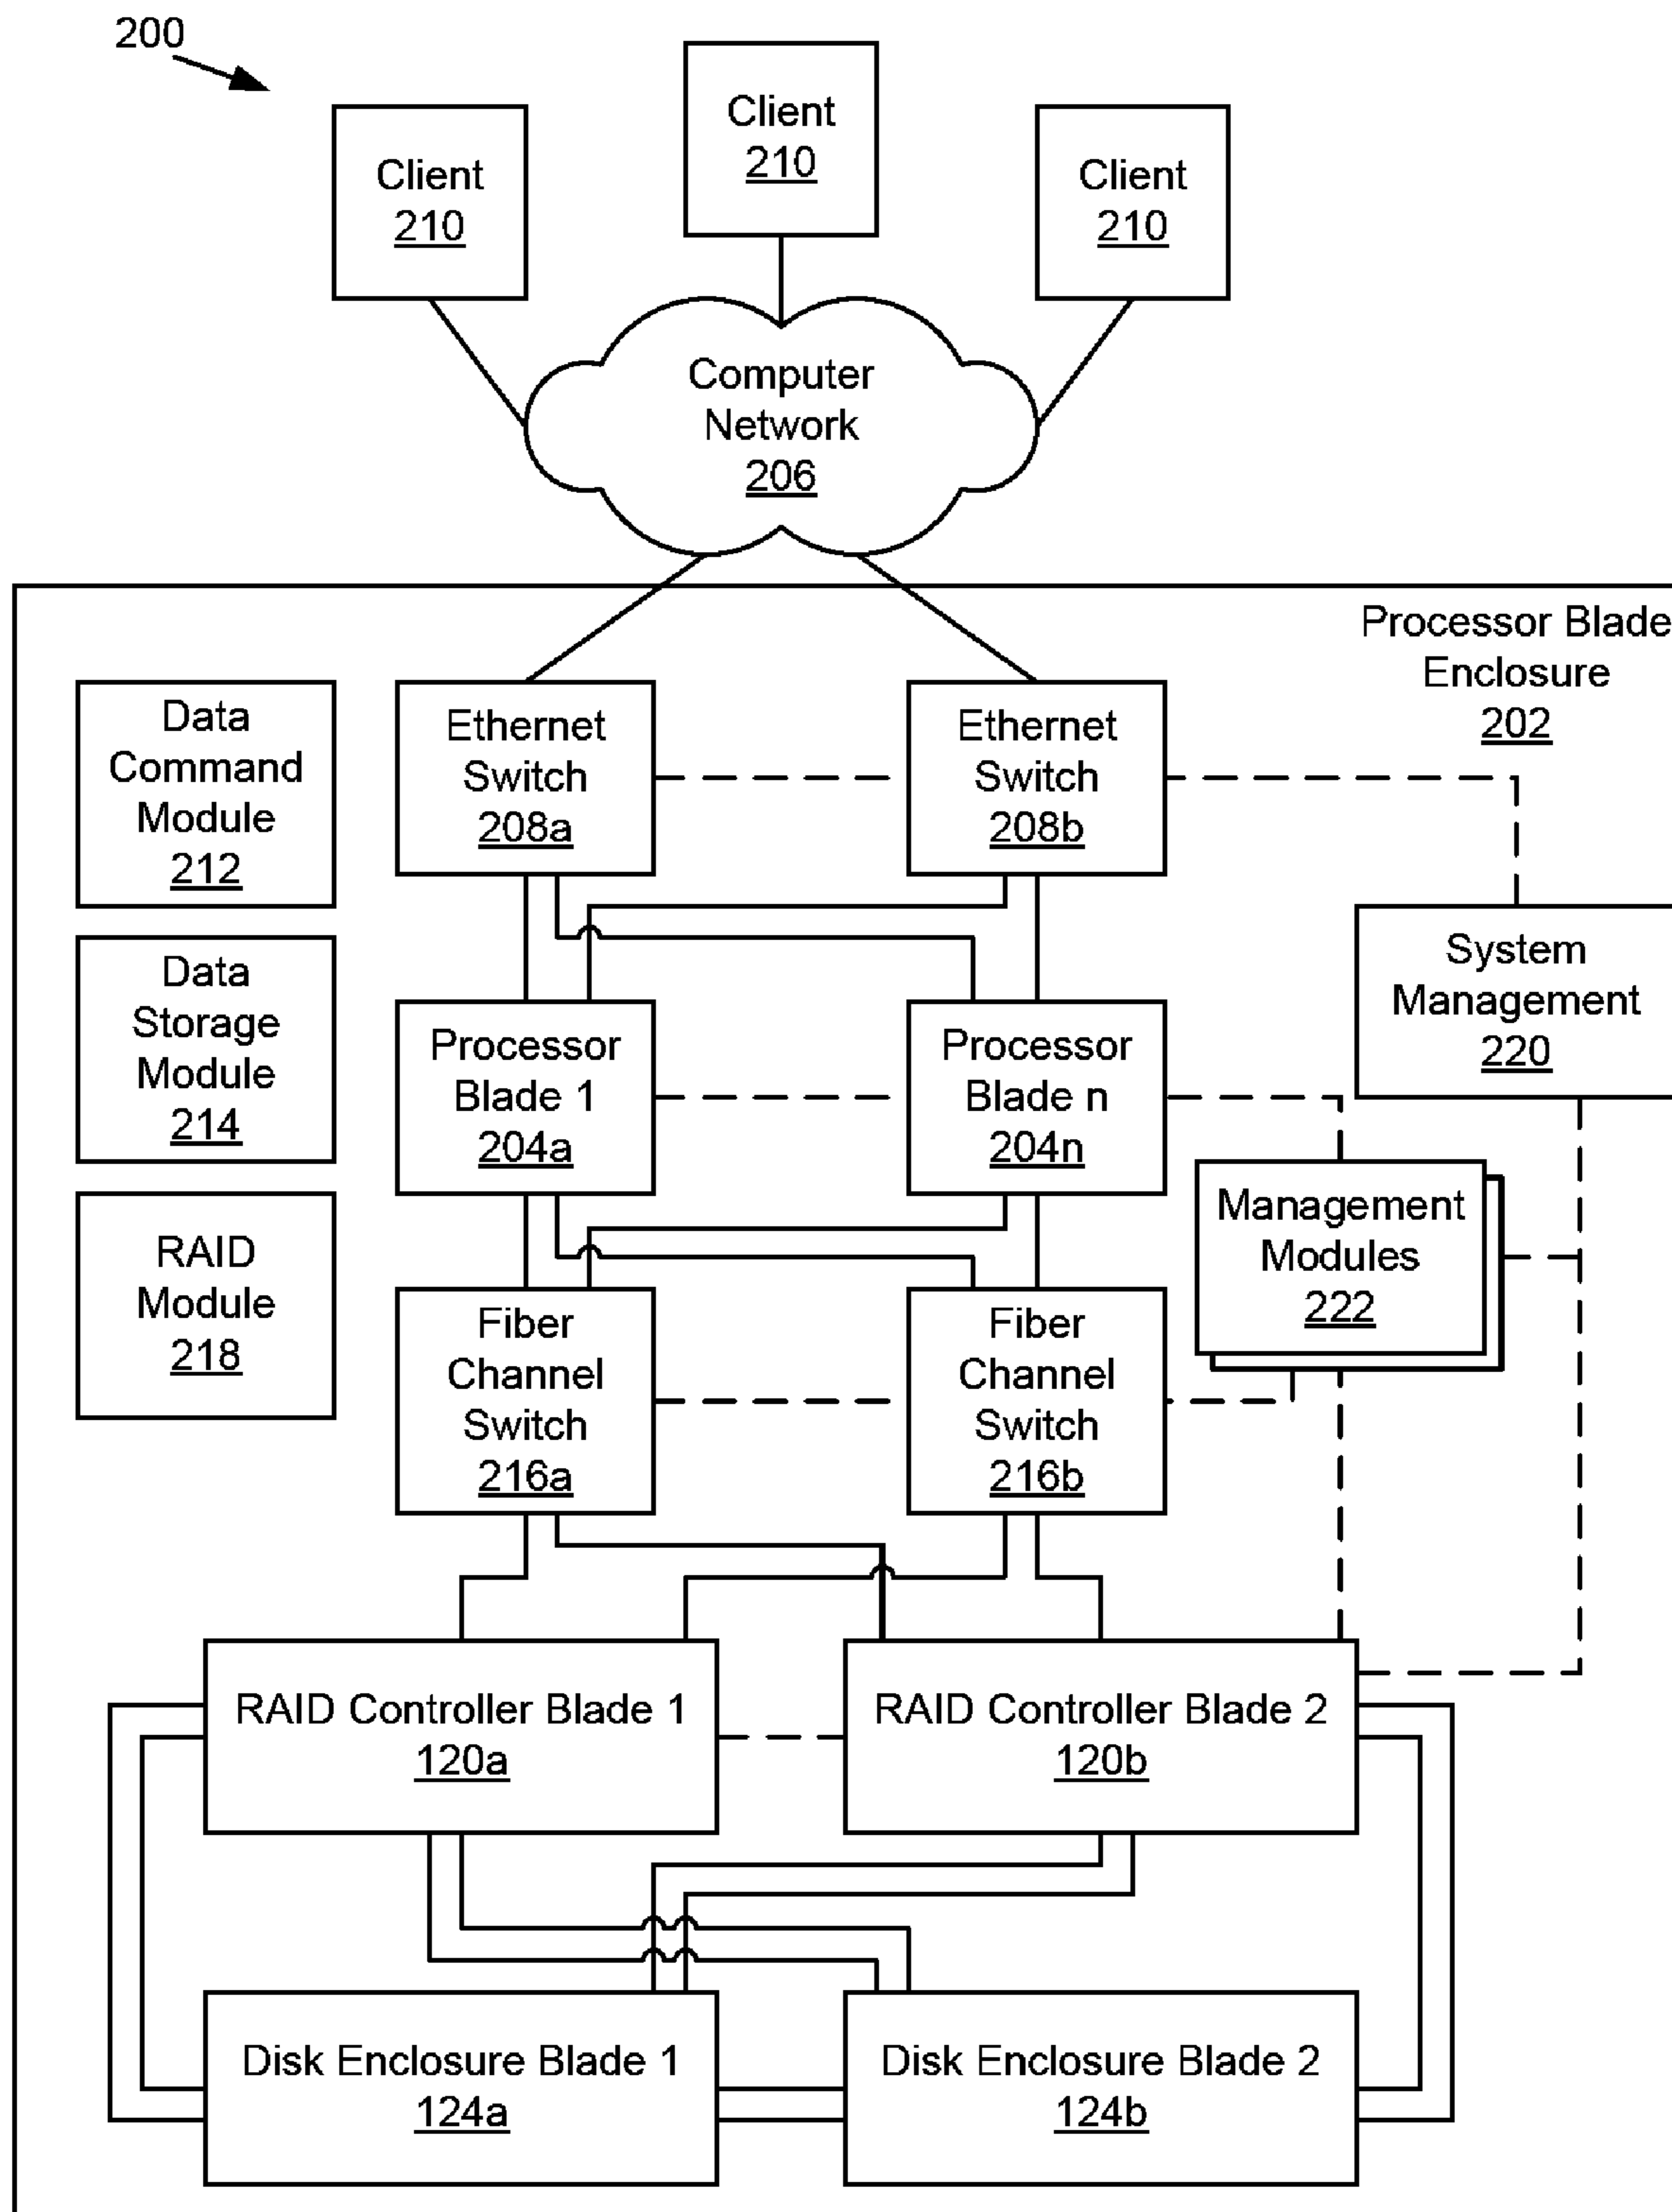 200
Client
210
Client
210
Client
210
Computer
Network
206
Processor Blade
Enclosure
202
Data
Command
Module
212
Ethernet
Switch
208a
Ethernet
Switch
208b
Data
Storage
Module
214
Processor
Blade 1
204a
Processor
Blade n
204n
System
Management
220
RAID
Module
218
Fiber
Channel
Switch
216a
Fiber
Channel
Switch
216b
Management
Modules
222
RAID Controller Blade 1
120a
RAID Controller Blade 2
120b
Disk Enclosure Blade 1
124a
Disk Enclosure Blade 2
124b